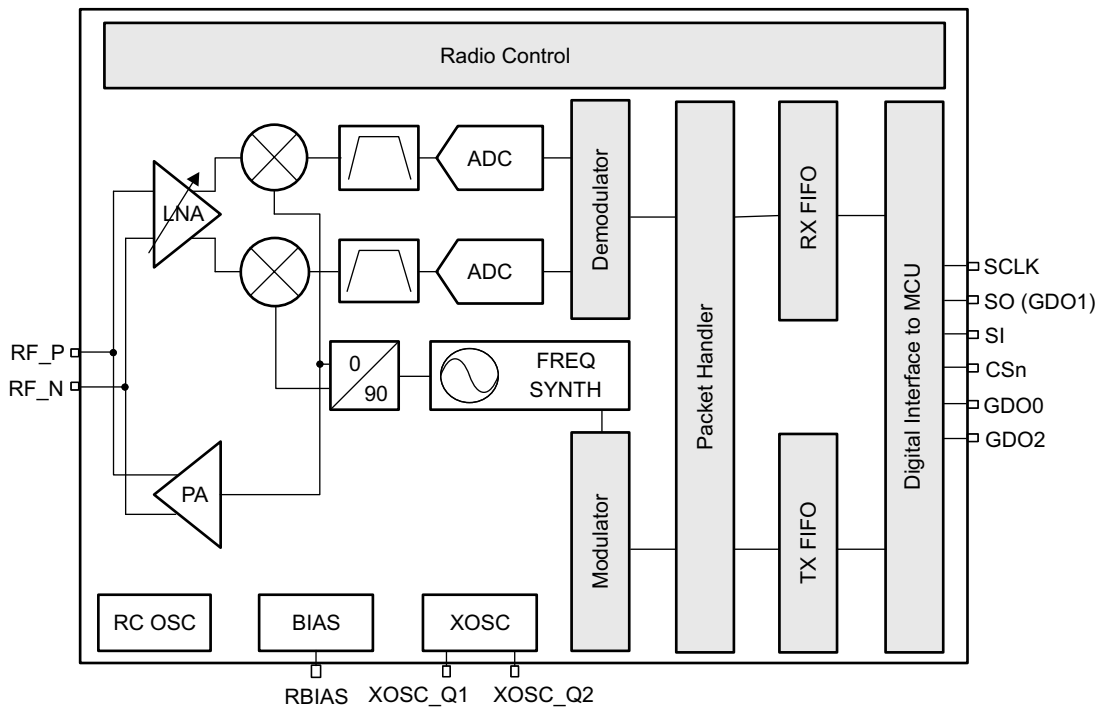 Radio Control
LNA
ADC
ADC
Demodulator
Packet Handler
RX FIFO
Digital Interface to MCU
SCLK
SO (GDO1)
SI
CSn
GDO0
GDO2
RF_P
RF_N
0
90
FREQ
SYNTH
PA
Modulator
TX FIFO
RC OSC
BIAS
XOSC
RBIAS
XOSC_Q1
XOSC_Q2